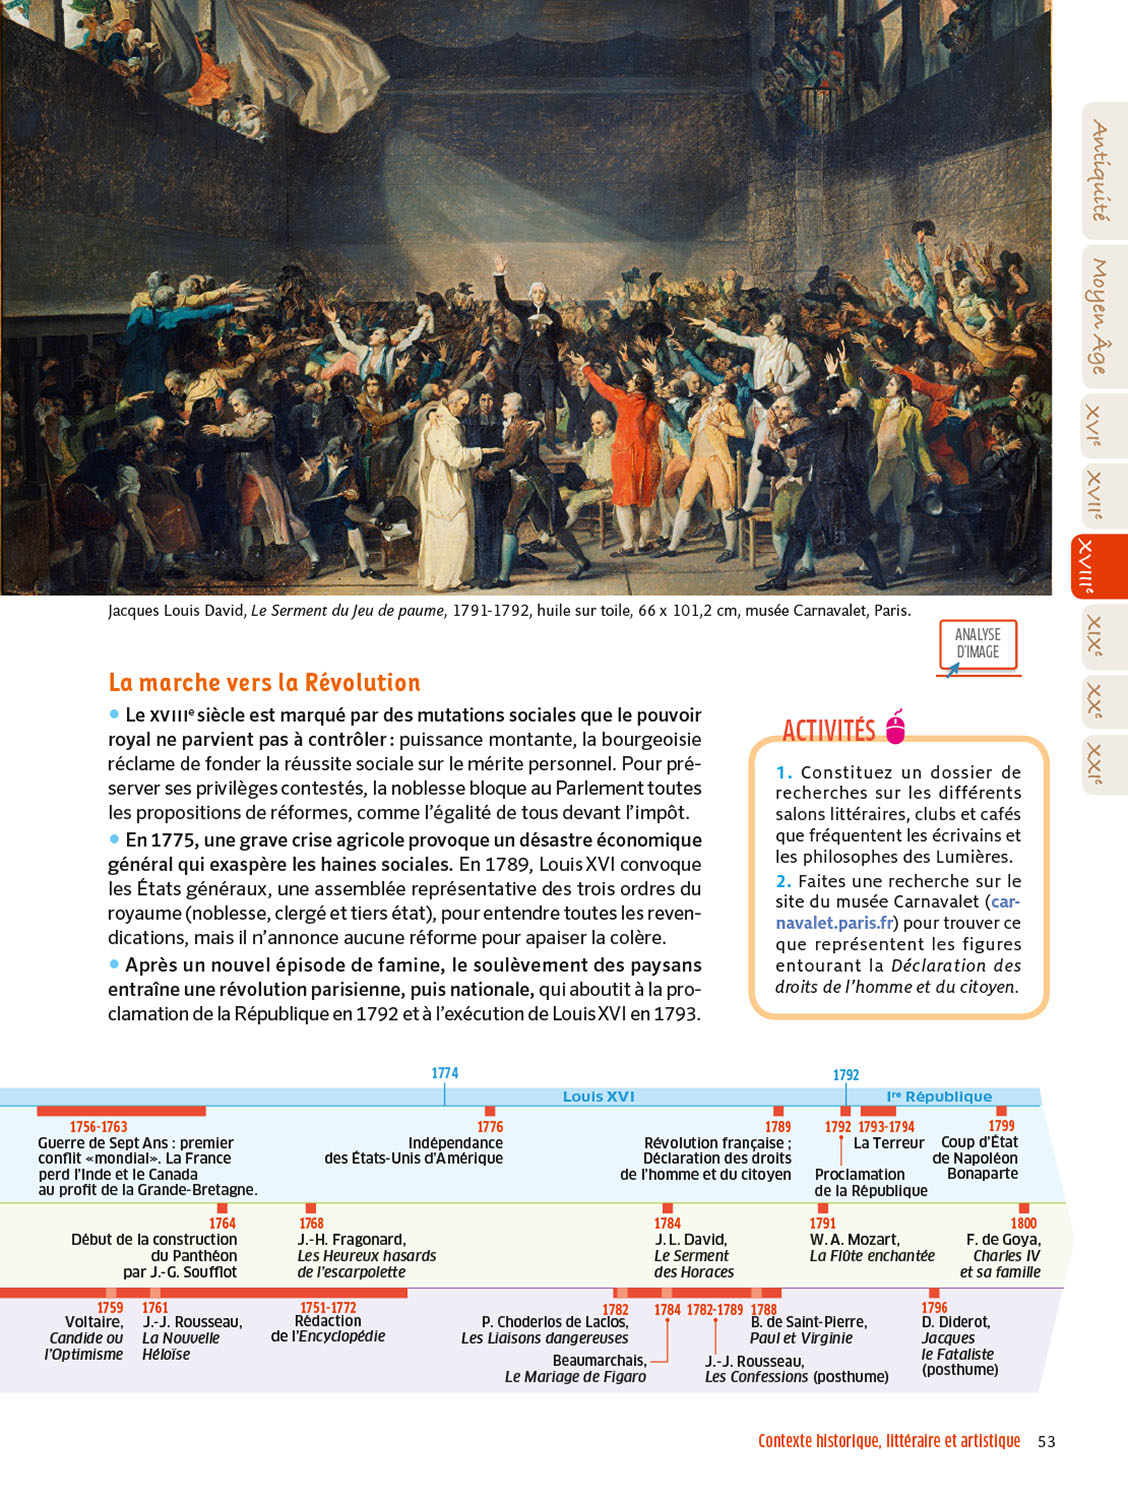 Jacques Louis David, Le Serment du Jeu de paume, 1791-1792, huile sur toile, 66 x 101,2 cm, musée Carnavalet, Paris.
ANALYSE
D'IMAGE
La marche vers la Révolution
• Le XVIIIe siècle est marqué par des mutations sociales que le pouvoir
royal ne parvient pas à contrôler : puissance montante, la bourgeoisie
réclame de fonder la réussite sociale sur le mérite personnel. Pour pré-
server ses privilèges contestés, la noblesse bloque au Parlement toutes
les propositions de réformes, comme l'égalité de tous devant l'impôt.
• En 1775, une grave crise agricole provoque un désastre économique
général qui exaspère les haines sociales. En 1789, Louis XVI convoque
les États généraux, une assemblée représentative des trois ordres du
royaume (noblesse, clergé et tiers état), pour entendre toutes les reven-
dications, mais il n'annonce aucune réforme pour apaiser la colère.
• Après un nouvel épisode de famine, le soulèvement des paysans
entraîne une révolution parisienne, puis nationale, qui aboutit à la pro-
clamation de la République en 1792 et à l'exécution de Louis XVI en 1793.
ACTIVITÉS
1. Constituez un dossier de
recherches sur les différents
salons littéraires, clubs et cafés
que fréquentent les écrivains et
les philosophes des Lumières.
2. Faites une recherche sur le
site du musée Carnavalet (car-
navalet.paris.fr) pour trouver ce
que représentent les figures
entourant la Déclaration des
droits de l'homme et du citoyen.
Antiquité
Moyen Âge
XVIe
XVIIe
XVIIIe
XIXe
XXe
XXIe
1774
1792
Louis XVI
Ire République
1756-1763
Guerre de Sept Ans : premier
conflit «mondial». La France
perd l'Inde et le Canada
au profit de la Grande-Bretagne.
1776
Indépendance
des États-Unis d'Amérique
1789
Révolution française ;
Déclaration des droits
de l'homme et du citoyen
1792
Proclamation
de la République
1793-1794
La Terreur
1799
Coup d'État
de Napoléon
Bonaparte
1764
Début de la construction
du Panthéon
par J.-G. Soufflot
1768
J.-H. Fragonard,
Les Heureux hasards
de l'escarpolette
1784
J. L. David,
Le Serment
des Horaces
1791
W. A. Mozart,
La Flûte enchantée
1800
F. de Goya,
Charles IV
et sa famille
1759
Voltaire,
Candide ou
l'Optimisme
1761
J.-J. Rousseau,
La Nouvelle
Héloïse
1751-1772
Rédaction
de l'Encyclopédie
1782
P. Choderlos de Laclos,
Les Liaisons dangereuses
1784
Beaumarchais,
Le Mariage de Figaro
1782-1789
J.-J. Rousseau,
Les Confessions (posthume)
1788
B. de Saint-Pierre,
Paul et Virginie
1796
D. Diderot,
Jacques
le Fataliste
(posthume)
Contexte historique, littéraire et artistique 53